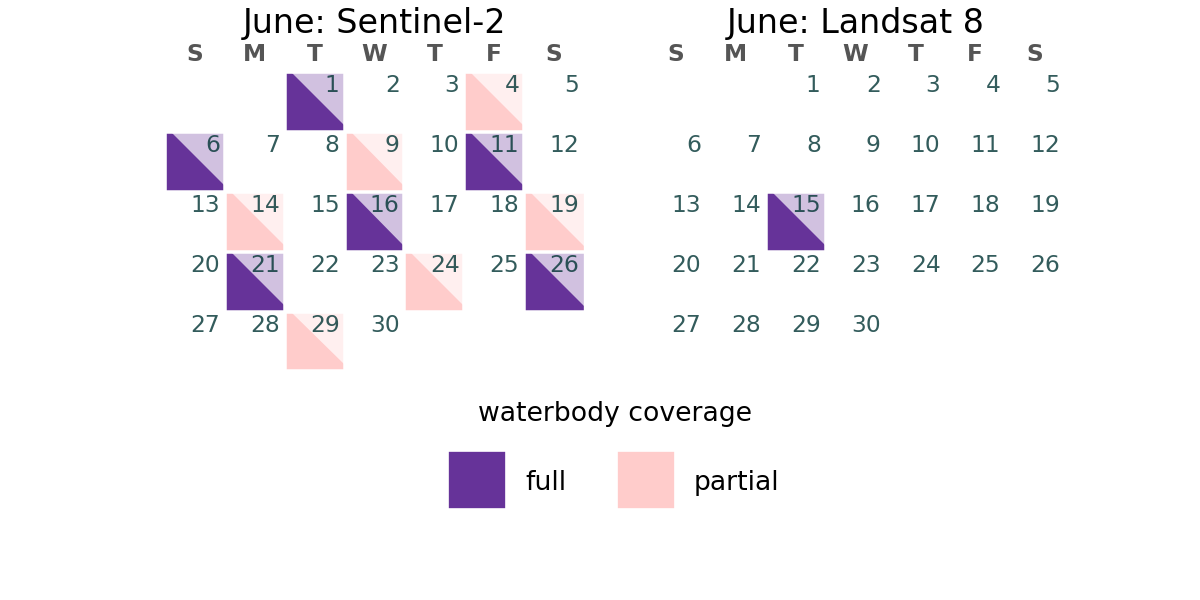 June: Sentinel-2
S M T W T F S
1 2 3 4 5
6 7 8 9 10 11 12
13 14 15 16 17 18 19
20 21 22 23 24 25 26
27 28 29 30
June: Landsat 8
S M T W T F S
1 2 3 4 5
6 7 8 9 10 11 12
13 14 15 16 17 18 19
20 21 22 23 24 25 26
27 28 29 30
waterbody coverage
full
partial